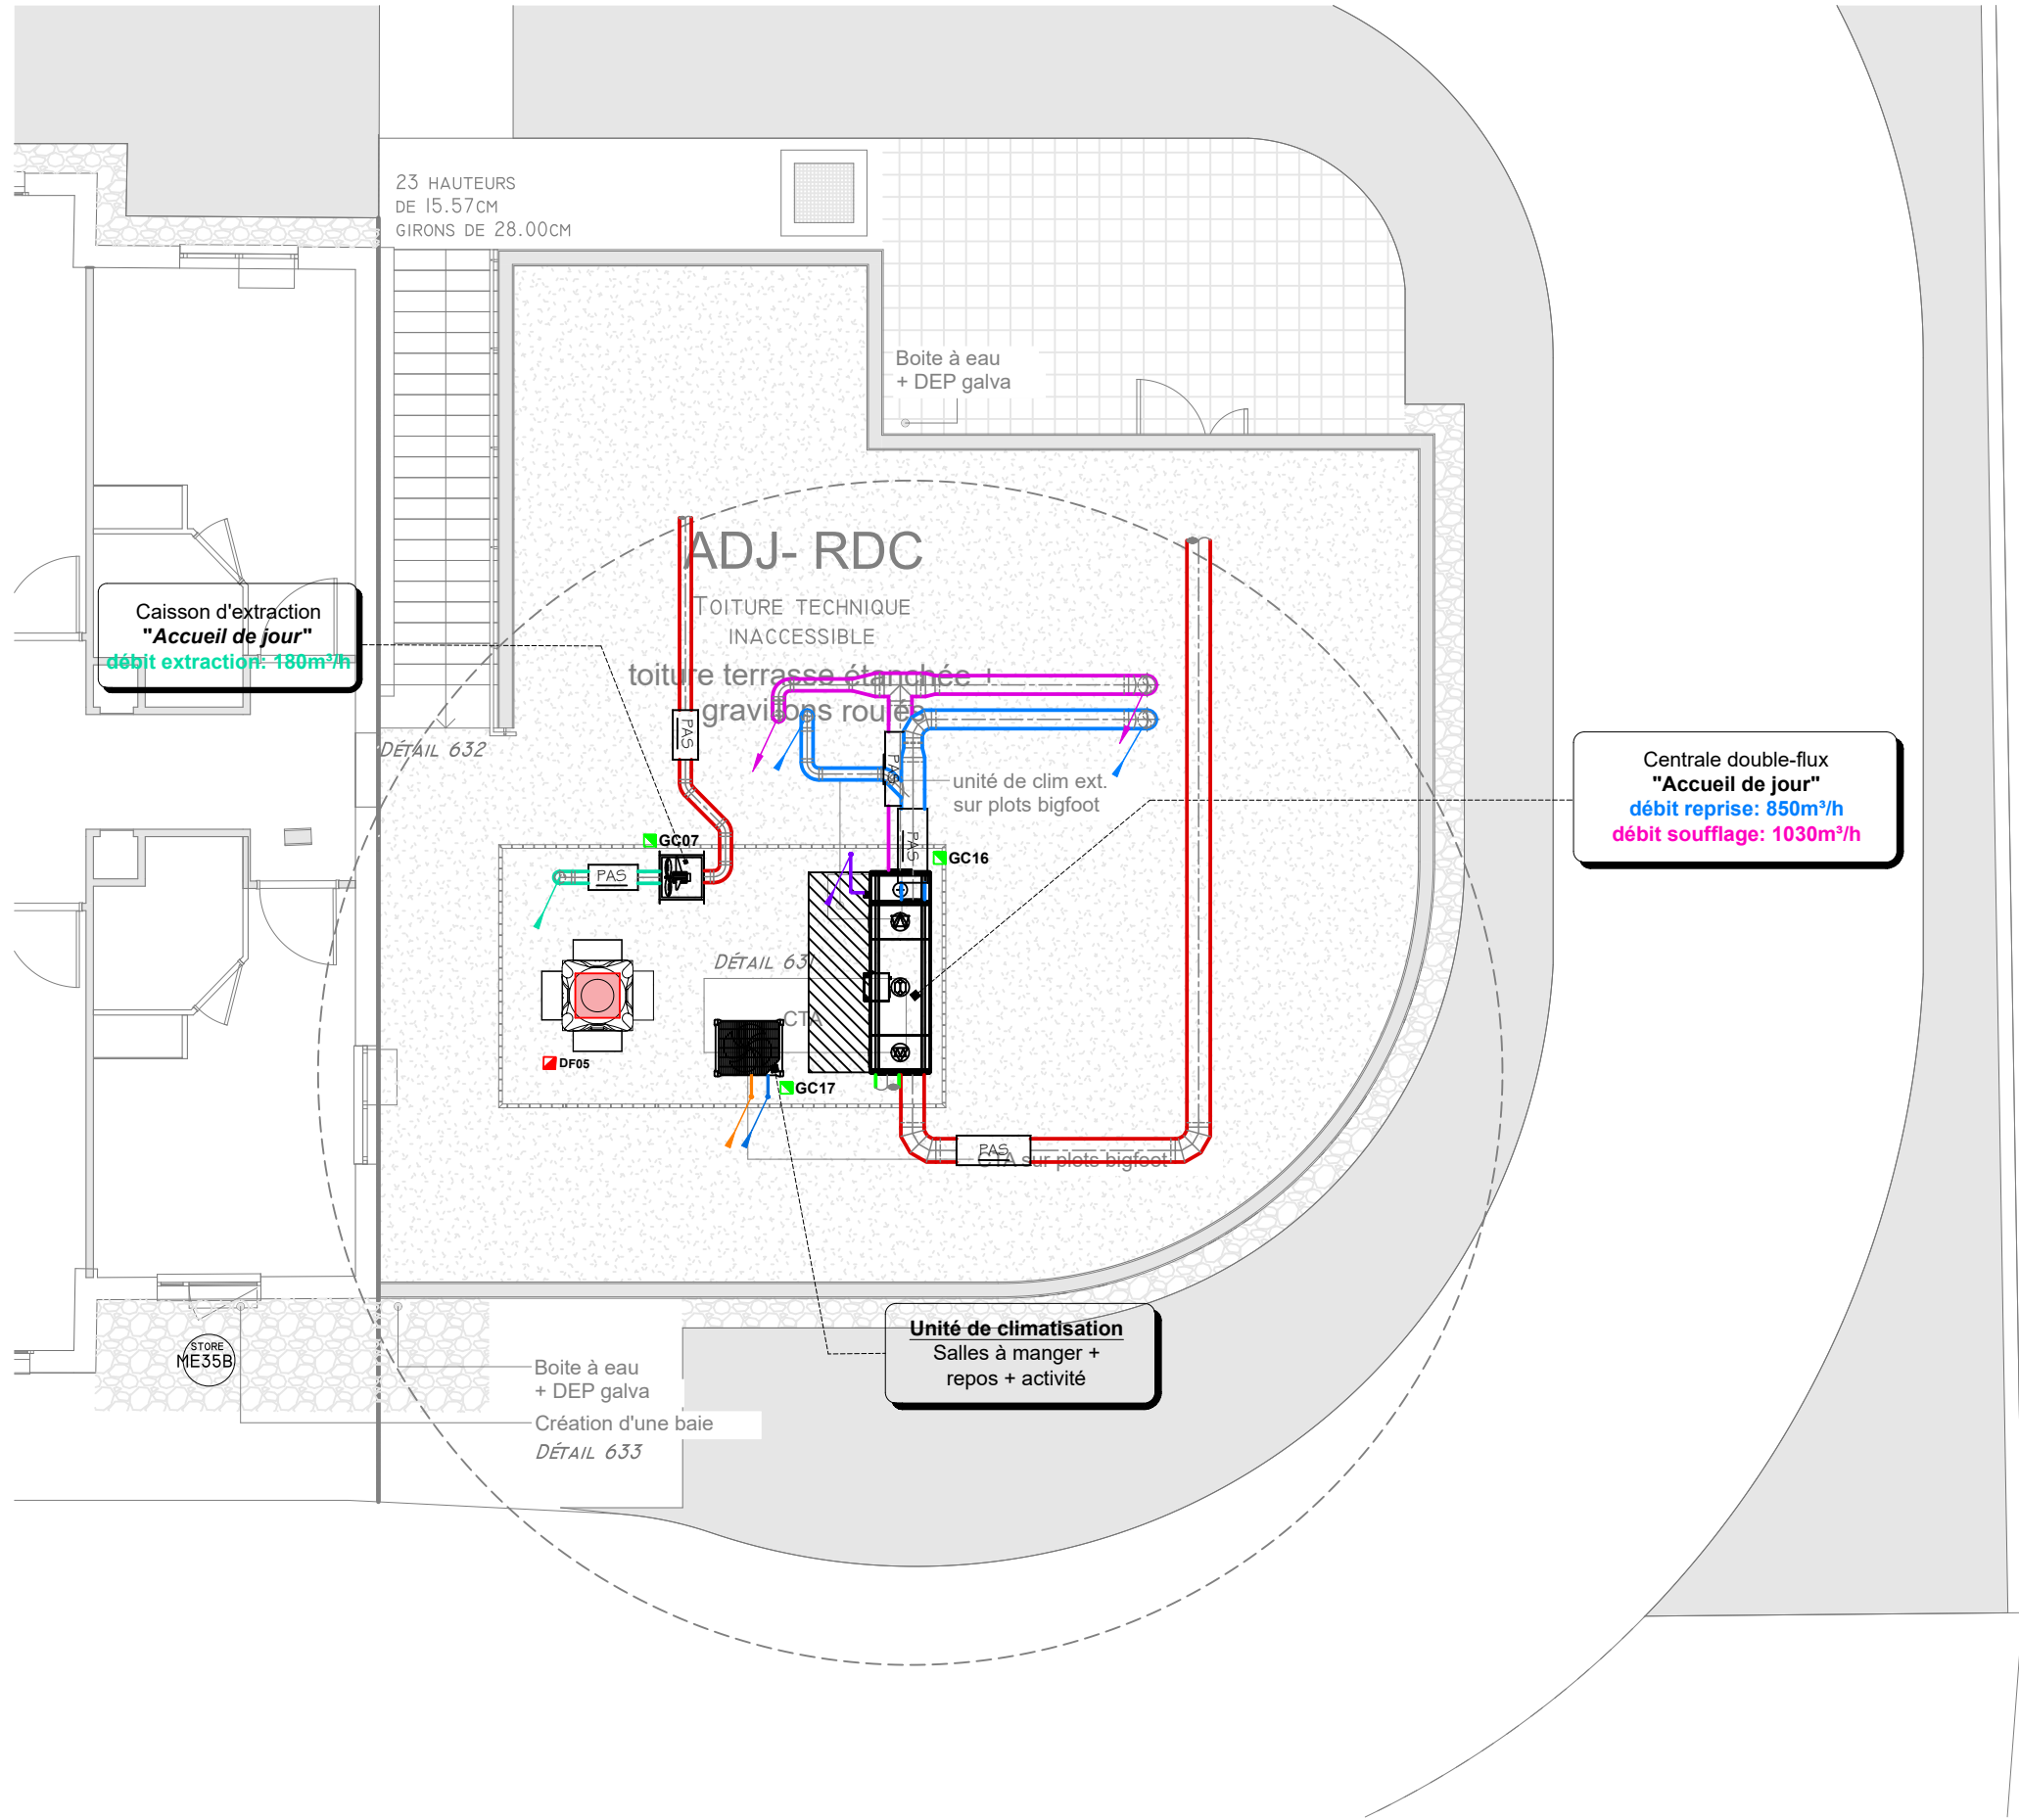 23 HAUTEURS
DE 15.57CM
GIRONS DE 28.00CM
Boite à eau
+ DEP galva
ADJ- RDC
TOITURE TECHNIQUE
INACCESSIBLE
toiture terrasse étanchée +
gravillons roulés
Caisson d'extraction
"Accueil de jour"
débit extraction: 180m³/h
DÉTAIL 632
PAS
PAS
unité de clim ext.
sur plots bigfoot
Centrale double-flux
"Accueil de jour"
débit reprise: 850m³/h
débit soufflage: 1030m³/h
GC07
PAS
GC16
PAS
DÉTAIL 631
CTA
DF05
GC17
PAS
CTA sur plots bigfoot
Unité de climatisation
Salles à manger +
repos + activité
STORE
ME35B
Boite à eau
+ DEP galva
Création d'une baie
DÉTAIL 633